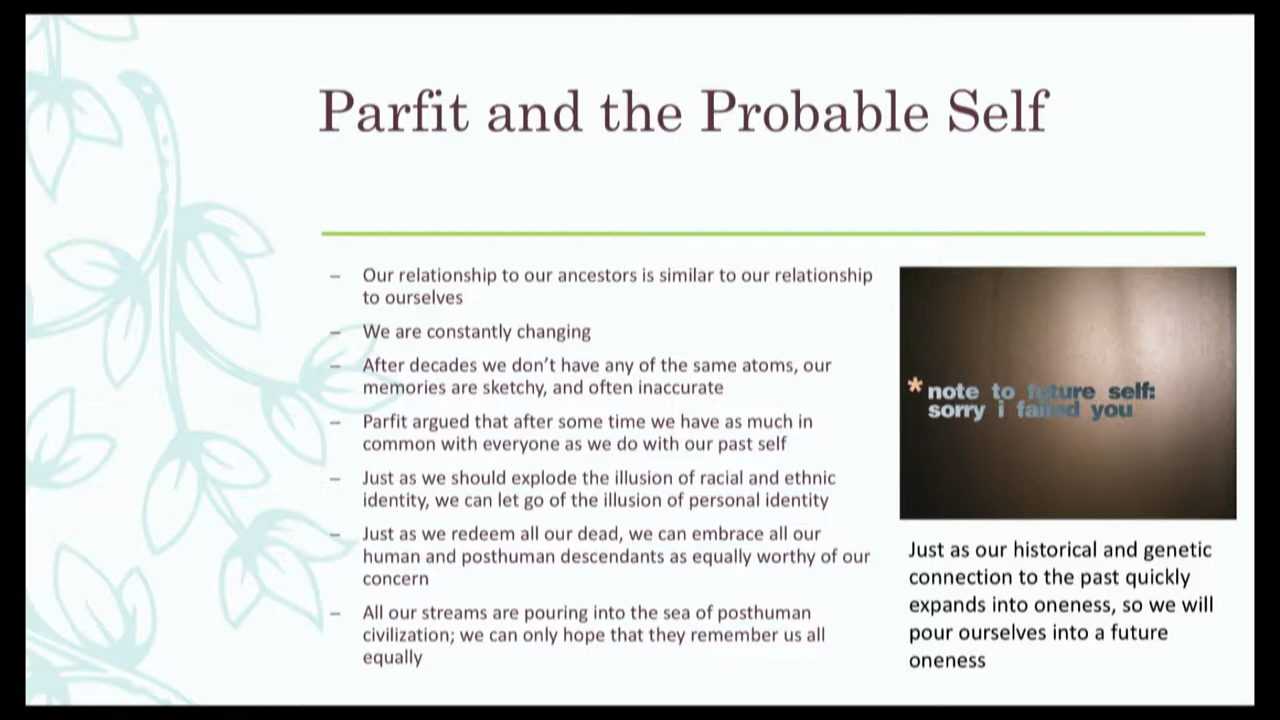 Parfit and the Probable Self
– Our relationship to our ancestors is similar to our relationship
to ourselves
– We are constantly changing
– After decades we don’t have any of the same atoms, our
memories are sketchy, and often inaccurate
– Parfit argued that after some time we have as much in
common with everyone as we do with our past self
– Just as we should explode the illusion of racial and ethnic
identity, we can let go of the illusion of personal identity
– Just as we redeem all our dead, we can embrace all our
human and posthuman descendants as equally worthy of our
concern
– All our streams are pouring into the sea of posthuman
civilization; we can only hope that they remember us all
equally
* note to future self:
sorry i failed you
Just as our historical and genetic
connection to the past quickly
expands into oneness, so we will
pour ourselves into a future
oneness